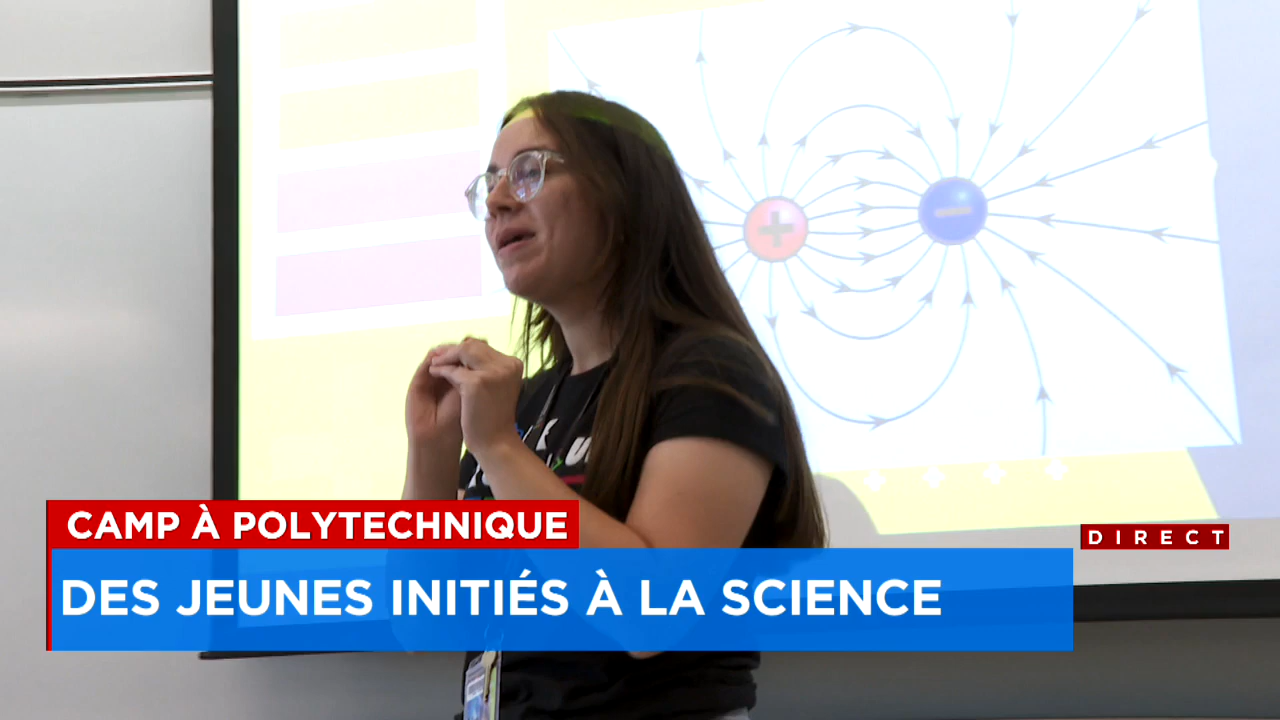 +
−
CAMP À POLYTECHNIQUE
DIRECT
DES JEUNES INITIÉS À LA SCIENCE